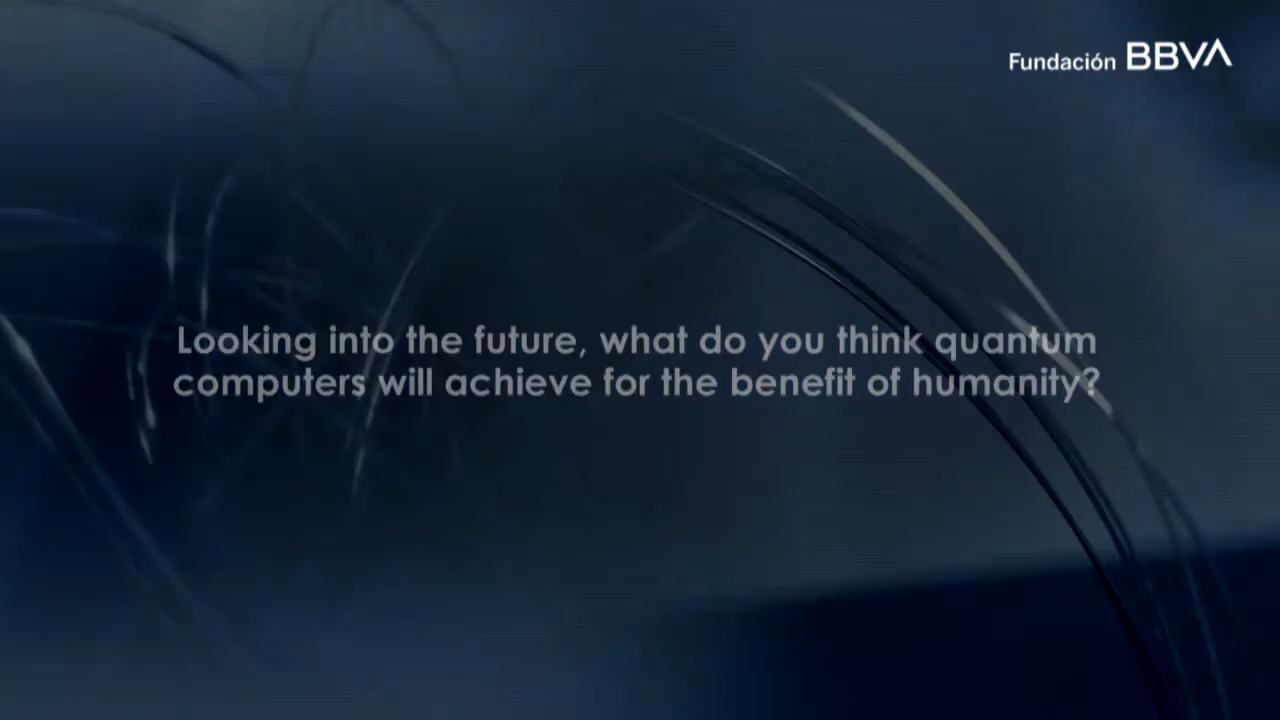 Fundación BBVA
Looking into the future, what do you think quantum
computers will achieve for the benefit of humanity?